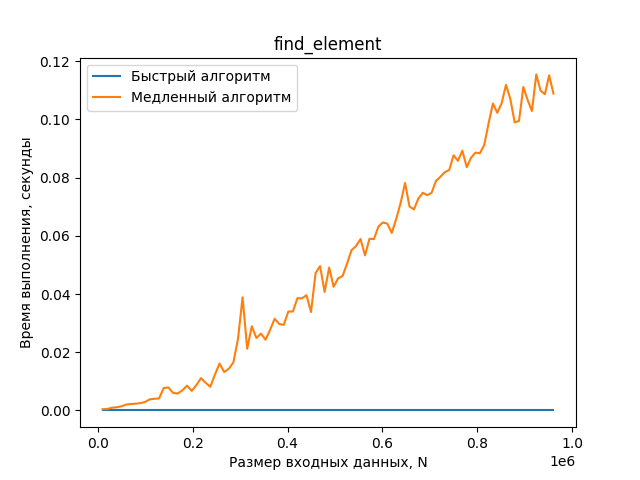 find_element
0.12
0.10
0.08
0.06
0.04
0.02
0.00
Время выполнения, секунды
Быстрый алгоритм
Медленный алгоритм
0.0 0.2 0.4 0.6 0.8 1.0
1e6
Размер входных данных, N